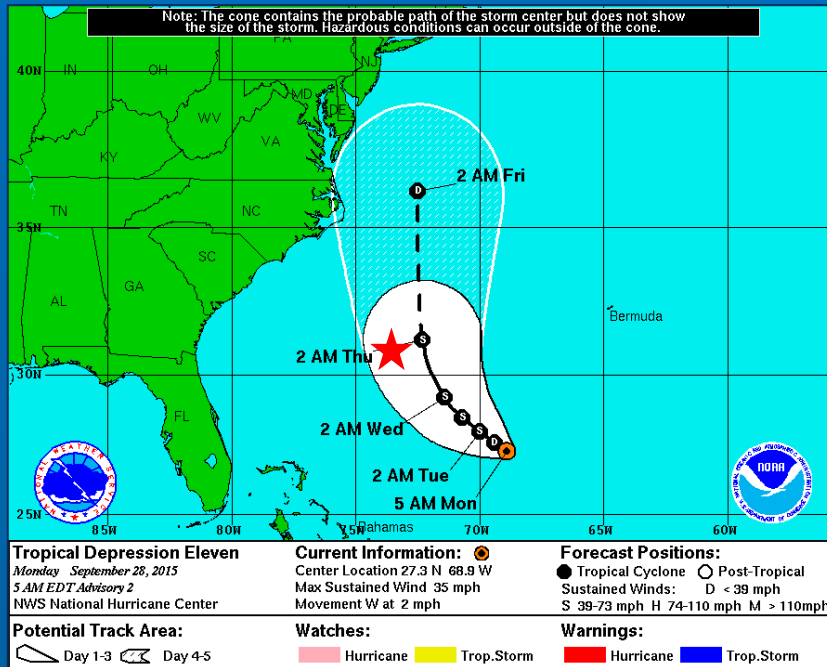 Note: The cone contains the probable path of the storm center but does not show
the size of the storm. Hazardous conditions can occur outside of the cone.
PA
NJ
40N
IN
OH
MD
DE
WV
KY
VA
2 AM Fri
TN
NC
35N
SC
AL
GA
Bermuda
2 AM Thu
30N
FL
2 AM Wed
2 AM Tue
NOAA
5 AM Mon
25N
85W
80W
75W
70W
65W
60W
Bahamas
Tropical Depression Eleven
Monday September 28, 2015
5 AM EDT Advisory 2
NWS National Hurricane Center
Current Information:
Center Location 27.3 N 68.9 W
Max Sustained Wind 35 mph
Movement W at 2 mph
Forecast Positions:
Tropical Cyclone Post-Tropical
Sustained Winds: D < 39 mph
S 39-73 mph H 74-110 mph M > 110mph
Potential Track Area:
Day 1-3 Day 4-5
Watches:
Hurricane Trop.Storm
Warnings:
Hurricane Trop.Storm